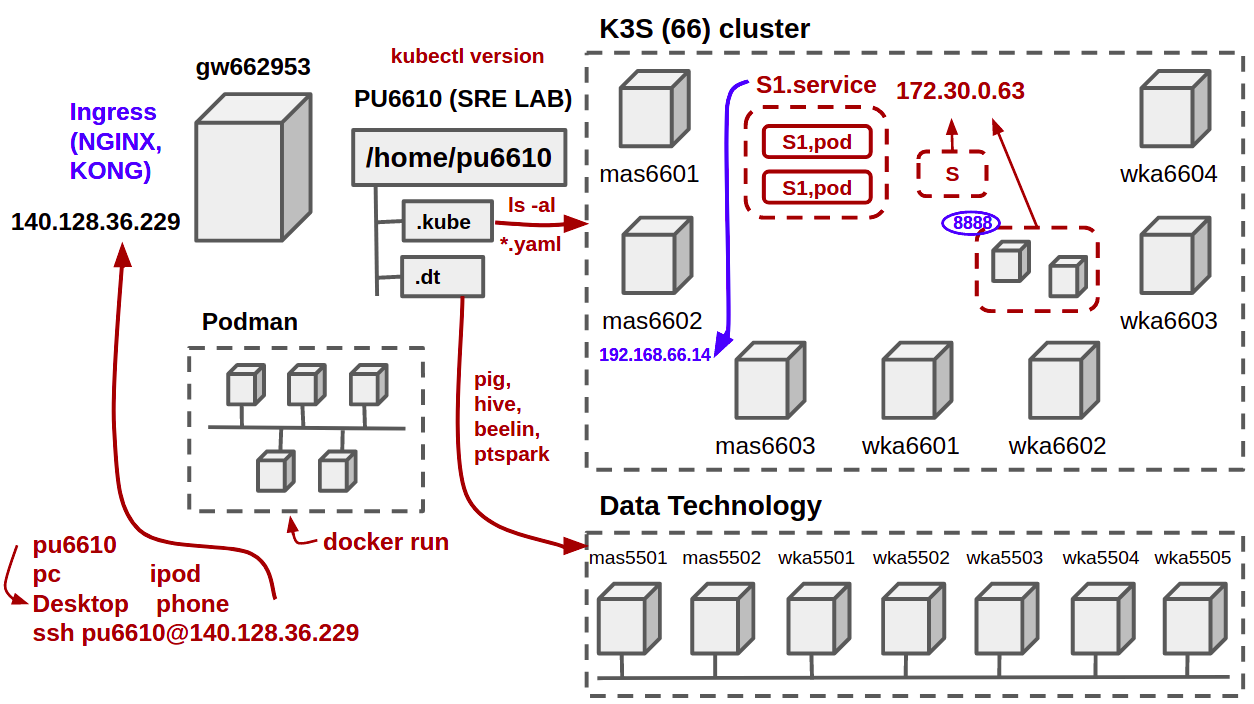 K3S (66) cluster
gw662953
kubectl version
Ingress
(NGINX,
KONG)
140.128.36.229
PU6610 (SRE LAB)
/home/pu6610
.kube
.dt
ls -al
*.yaml
S1.service
S1,pod
S1,pod
172.30.0.63
S
8888
mas6601
mas6602
192.168.66.14
mas6603
wka6601
wka6602
wka6604
wka6603
Podman
pig,
hive,
beelin,
ptspark
docker run
pu6610
pc ipod
Desktop phone
ssh pu6610@140.128.36.229
Data Technology
mas5501 mas5502 wka5501 wka5502 wka5503 wka5504 wka5505